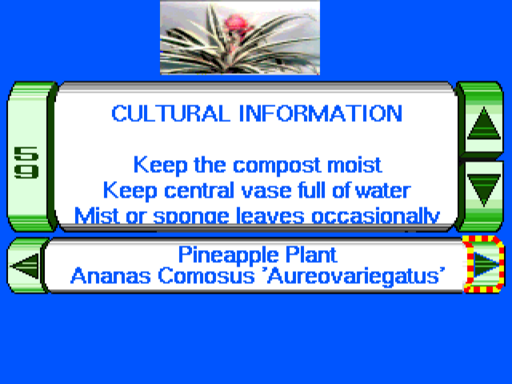 CULTURAL INFORMATION
59
Keep the compost moist
Keep central vase full of water
Mist or sponge leaves occasionally
Pineapple Plant
Ananas Comosus 'Aureovariegatus'